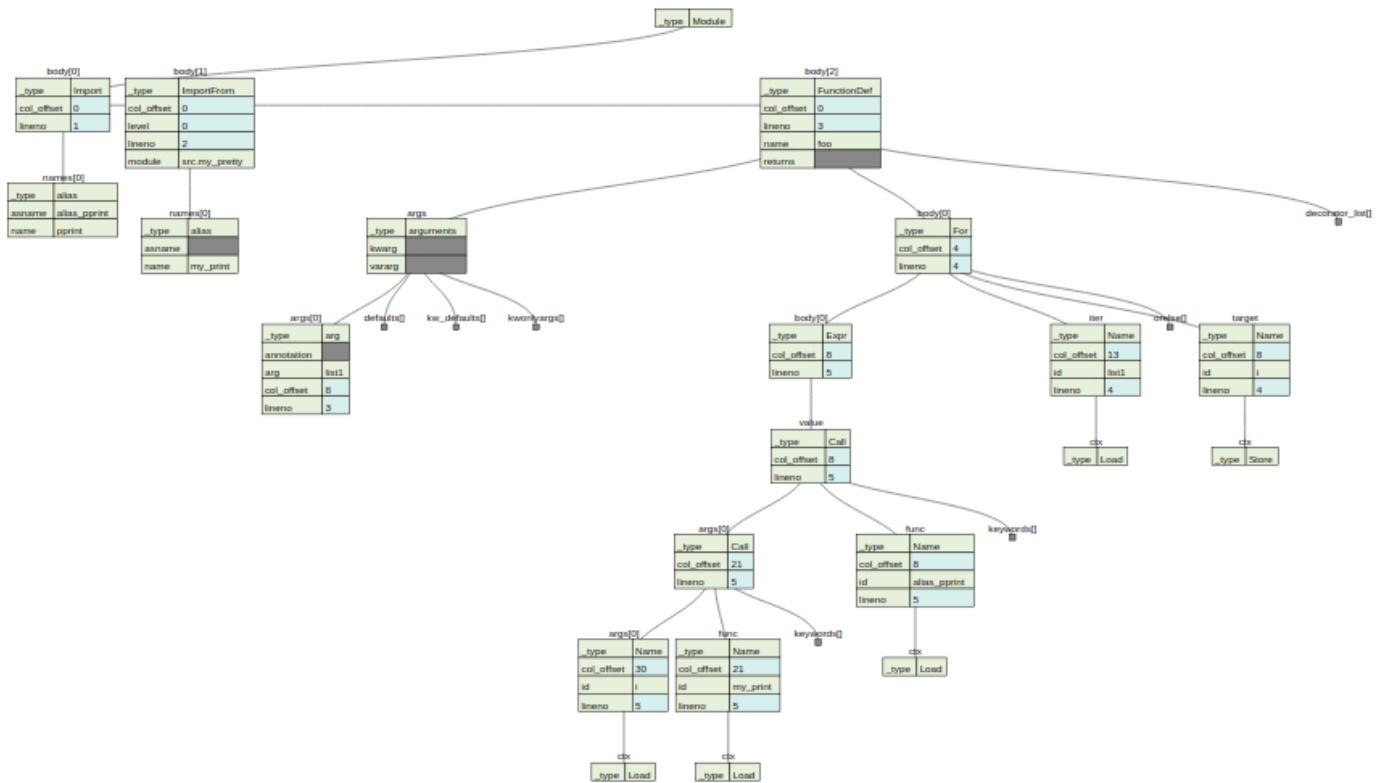 _type Module
body[0] body[1] body[2]
_type Import
col_offset 0
lineno 1
_type ImportFrom
col_offset 0
level 0
lineno 2
module src.my_pretty
_type FunctionDef
col_offset 0
lineno 3
name foo
returns
names[0]
_type alias
asname alias_pprint
name pprint
names[0]
_type alias
asname
name my_print
args
_type arguments
kwarg
vararg
body[0]
_type For
col_offset 4
lineno 4
decorator_list[]
args[0]
_type arg
annotation
arg list1
col_offset 8
lineno 3
defaults[]
kw_defaults[]
kwonlyargs[]
body[0]
_type Expr
col_offset 8
lineno 5
iter
_type Name
col_offset 13
id list1
lineno 4
orelse[]
target
_type Name
col_offset 8
id i
lineno 4
value
_type Call
col_offset 8
lineno 5
ctx
_type Load
ctx
_type Store
args[0]
_type Call
col_offset 21
lineno 5
func
_type Name
col_offset 8
id alias_pprint
lineno 5
keywords[]
args[0]
_type Name
col_offset 30
id i
lineno 5
func
_type Name
col_offset 21
id my_print
lineno 5
keywords[]
ctx
_type Load
ctx
_type Load
ctx
_type Load